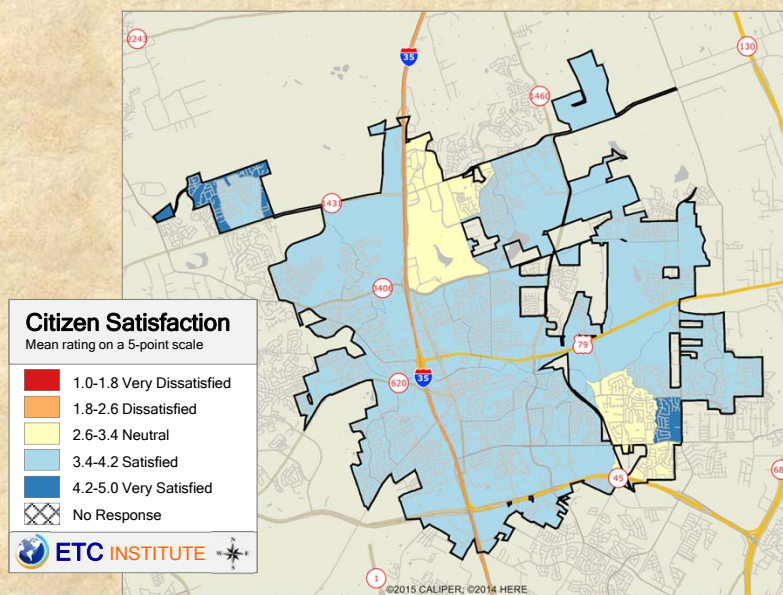 2243
35
130
1460
1431
3406
79
620
35
45
68
1
Citizen Satisfaction
Mean rating on a 5-point scale
1.0-1.8 Very Dissatisfied
1.8-2.6 Dissatisfied
2.6-3.4 Neutral
3.4-4.2 Satisfied
4.2-5.0 Very Satisfied
No Response
ETC INSTITUTE
N
W E
S
©2015 CALIPER; ©2014 HERE